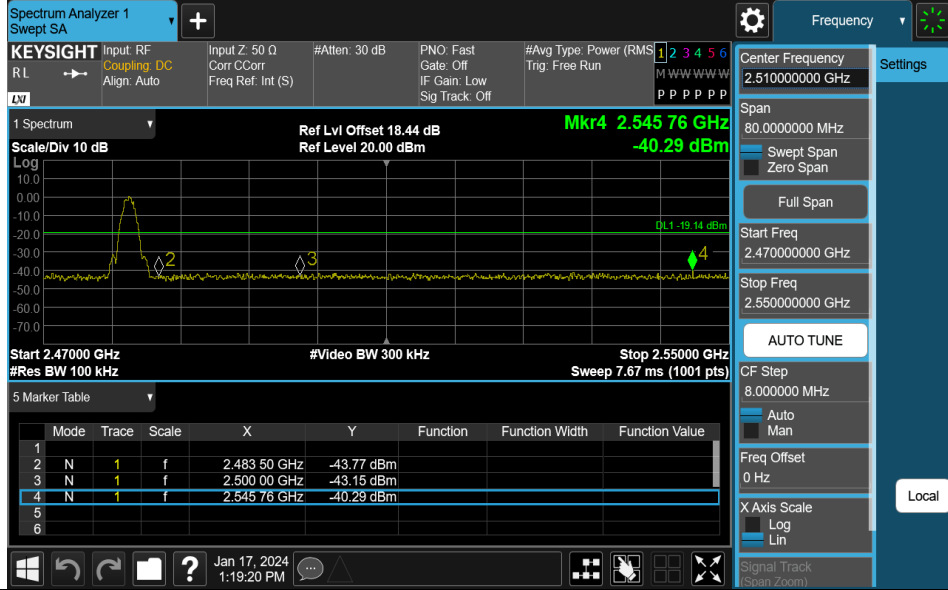 Spectrum Analyzer 1
Swept SA
+
Frequency
KEYSIGHT
RL
LXI
Input: RF
Coupling: DC
Align: Auto
Input Z: 50 Ω
Corr CCorr
Freq Ref: Int (S)
#Atten: 30 dB
PNO: Fast
Gate: Off
IF Gain: Low
Sig Track: Off
#Avg Type: Power (RMS
Trig: Free Run
1 2 3 4 5 6
M W W W W W
P P P P P P
1 Spectrum
Scale/Div 10 dB
Ref Lvl Offset 18.44 dB
Ref Level 20.00 dBm
Mkr4 2.545 76 GHz
-40.29 dBm
Log
10.0
0.00
-10.0
-20.0
-30.0
-40.0
-50.0
-60.0
-70.0
DL1 -19.14 dBm
2
3
4
Start 2.47000 GHz
#Video BW 300 kHz
Stop 2.55000 GHz
#Res BW 100 kHz
Sweep 7.67 ms (1001 pts)
5 Marker Table
Mode Trace Scale X Y Function Function Width Function Value
1
2 N 1 f 2.483 50 GHz -43.77 dBm
3 N 1 f 2.500 00 GHz -43.15 dBm
4 N 1 f 2.545 76 GHz -40.29 dBm
5
6
?
Jan 17, 2024
1:19:20 PM
Center Frequency
2.510000000 GHz
Span
80.0000000 MHz
Swept Span
Zero Span
Full Span
Start Freq
2.470000000 GHz
Stop Freq
2.550000000 GHz
AUTO TUNE
CF Step
8.000000 MHz
Auto
Man
Freq Offset
0 Hz
X Axis Scale
Log
Lin
Signal Track
(Span Zoom)
Settings
Local